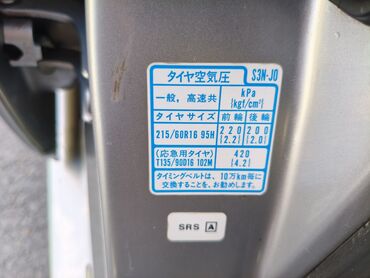 タイヤ空気圧 S3N-J0
一般, 高速共 kPa {kgf/cm²}
タイヤサイズ 前輪 後輪
215/60R16 95H 220 {2.2} 200 {2.0}
(応急用タイヤ) 420
T135/90D16 102M {4.2}
タイミングベルトは、10万km毎に
交換することを、お勧めします。
SRS A